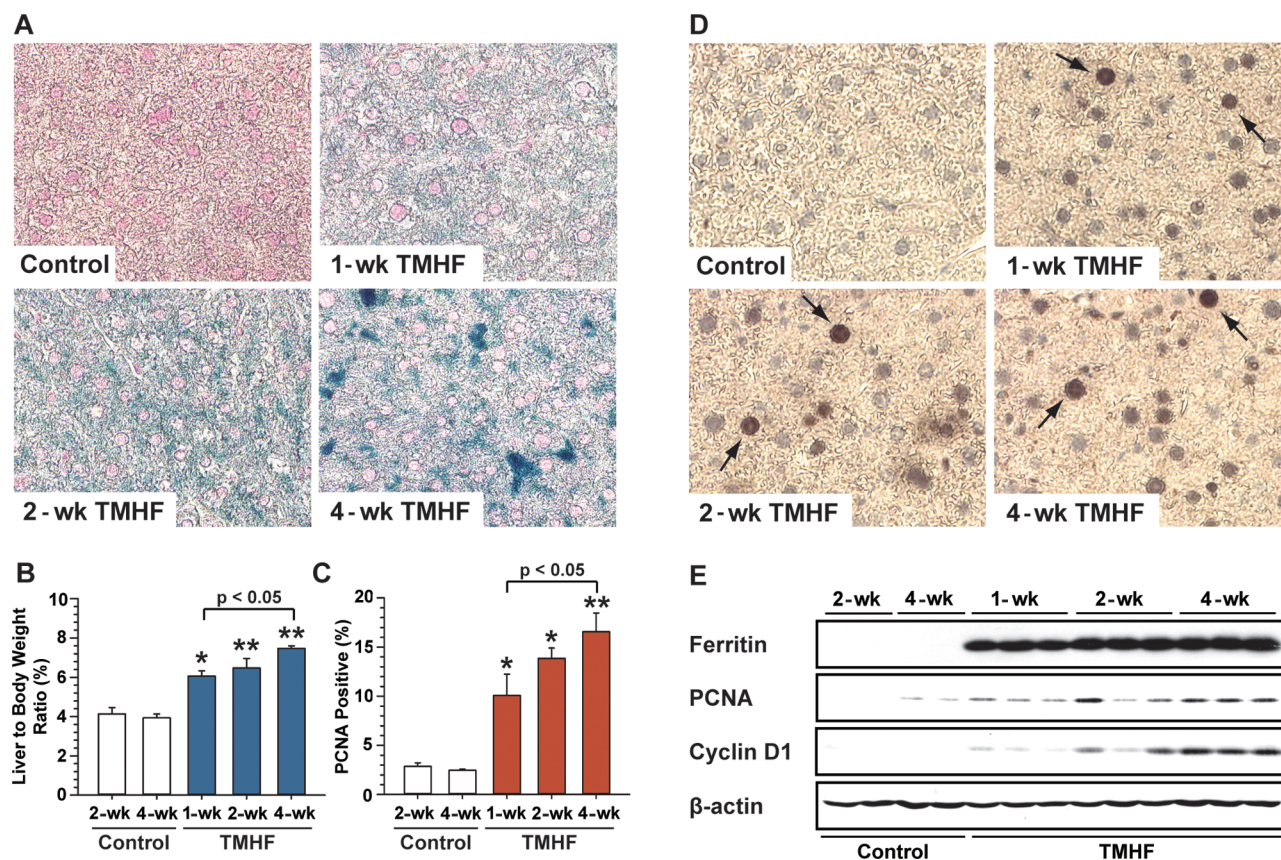 A
Control
1-wk TMHF
2-wk TMHF
4-wk TMHF
B
Liver to Body Weight
Ratio (%)
10
8
6
4
2
0
p < 0.05
*
**
**
2-wk 4-wk 1-wk 2-wk 4-wk
Control TMHF
C
PCNA Positive (%)
20
15
10
5
0
p < 0.05
*
*
**
2-wk 4-wk 1-wk 2-wk 4-wk
Control TMHF
D
Control
1-wk TMHF
2-wk TMHF
4-wk TMHF
E
2-wk 4-wk 1-wk 2-wk 4-wk
Ferritin
PCNA
Cyclin D1
β-actin
Control TMHF